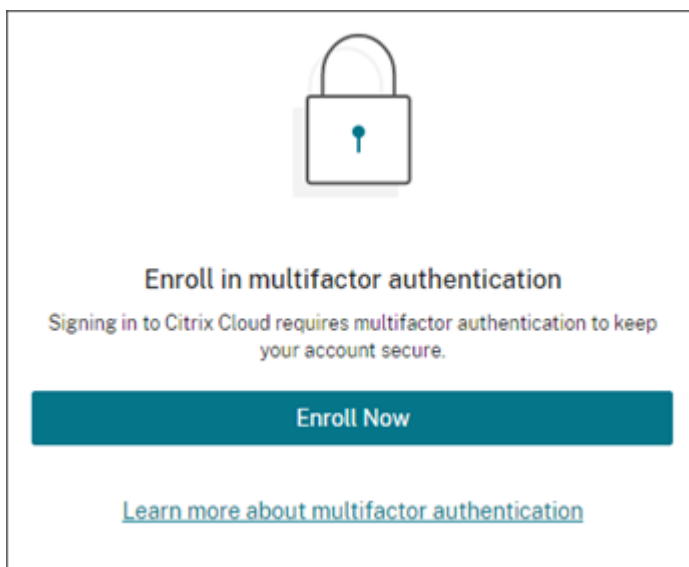 Enroll in multifactor authentication
Signing in to Citrix Cloud requires multifactor authentication to keep
your account secure.
Enroll Now
Learn more about multifactor authentication